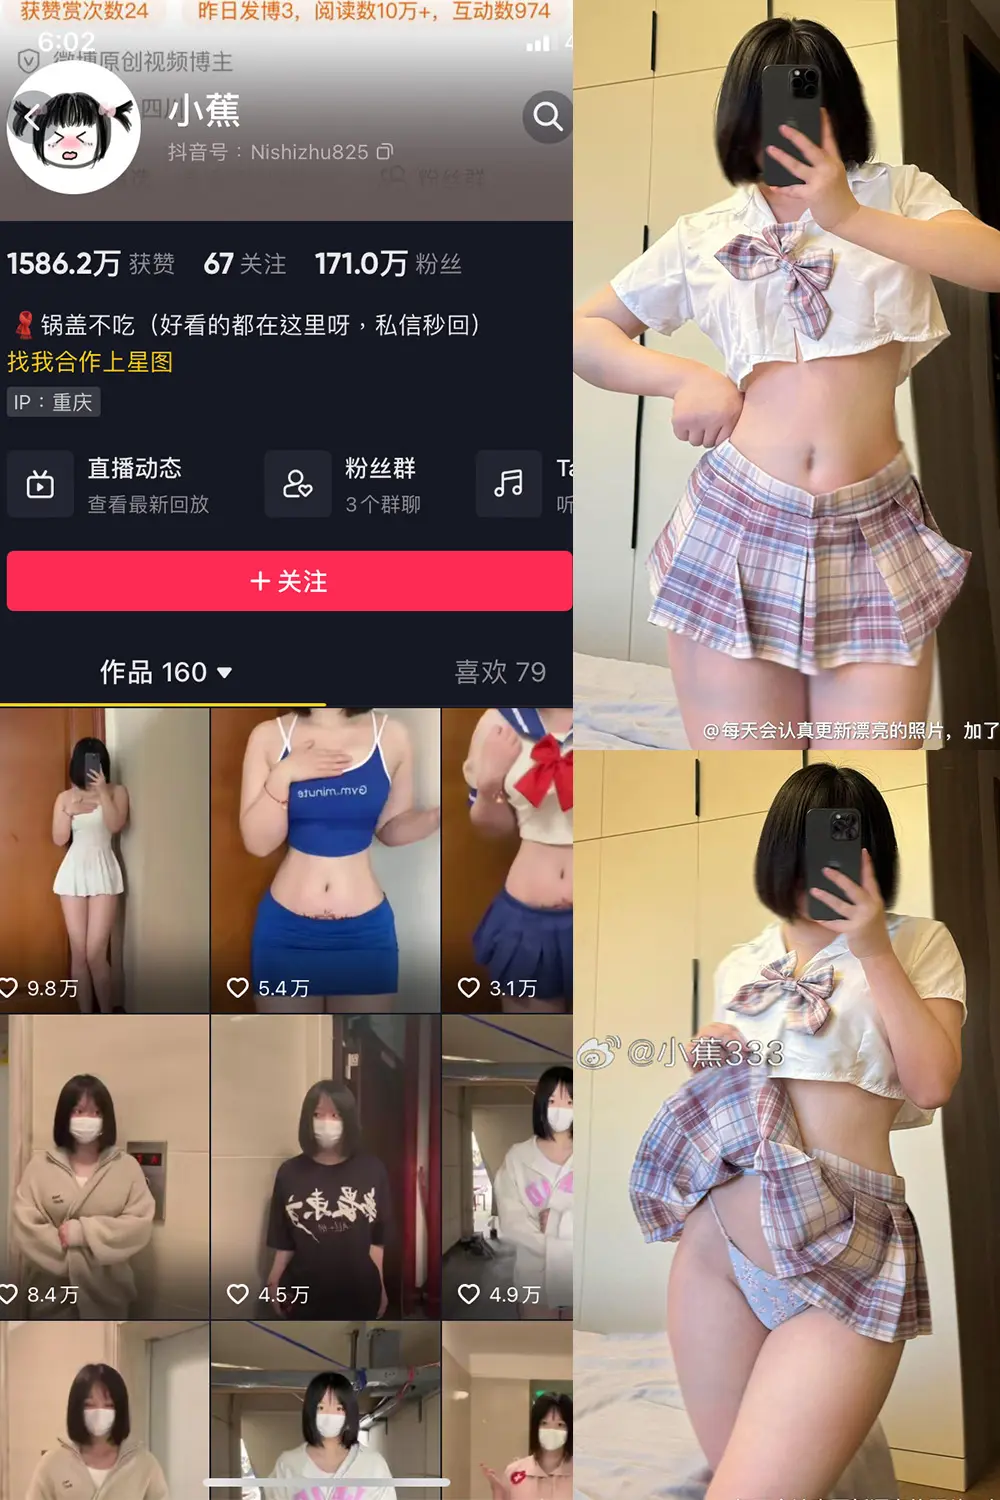 获赞赏次数24
昨日发博3，阅读数10万+，互动数974
6:02
微博原创视频博主
四川
小蕉
抖音号：Nishizhu825
粉丝群
1586.2万 获赞
67 关注
171.0万 粉丝
锅盖不吃（好看的都在这里呀，私信秒回）
找我合作上星图
IP：重庆
直播动态
查看最新回放
粉丝群
3个群聊
听
+ 关注
作品 160
喜欢 79
Gym.minute
9.8万
5.4万
3.1万
8.4万
4.5万
4.9万
@每天会认真更新漂亮的照片，加了
@小蕉333